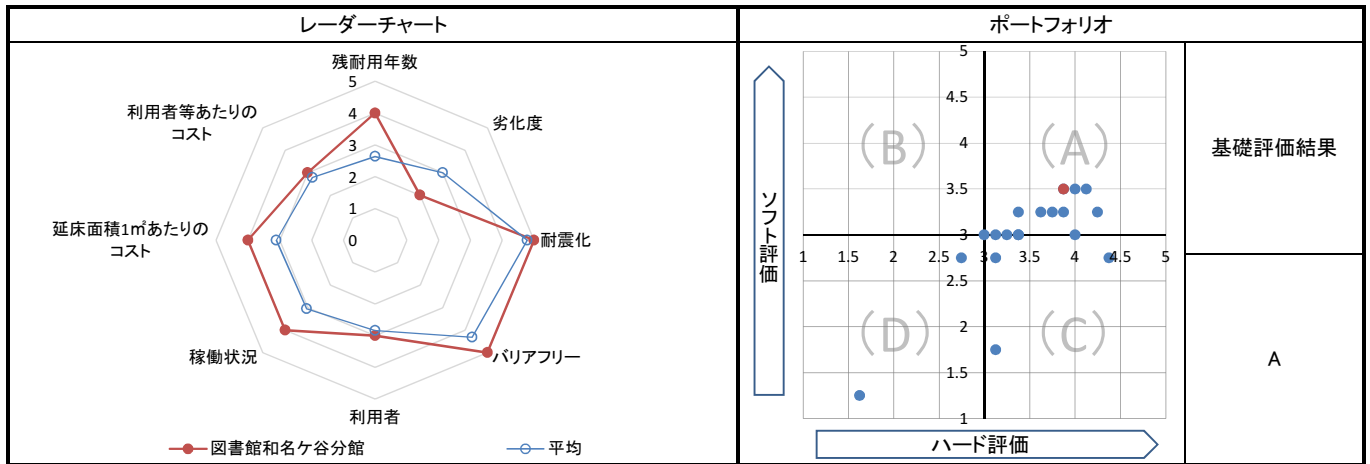 レーダーチャート
残耐用年数
劣化度
耐震化
バリアフリー
利用者
稼働状況
延床面積1㎡あたりの
コスト
利用者等あたりの
コスト
5
4
3
2
1
0
図書館和名ケ谷分館
平均
ポートフォリオ
5
4.5
4
3.5
3
2.5
2
1.5
1
1 1.5 2 2.5 3 3.5 4 4.5 5
(B)
(A)
(D)
(C)
ソフト評価
ハード評価
基礎評価結果
A